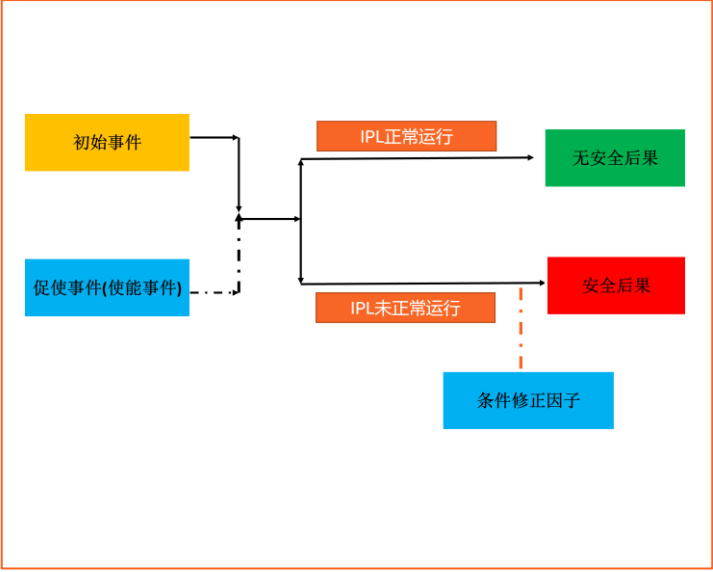 IPL正常运行
初始事件
无安全后果
促使事件(使能事件)
安全后果
IPL未正常运行
条件修正因子